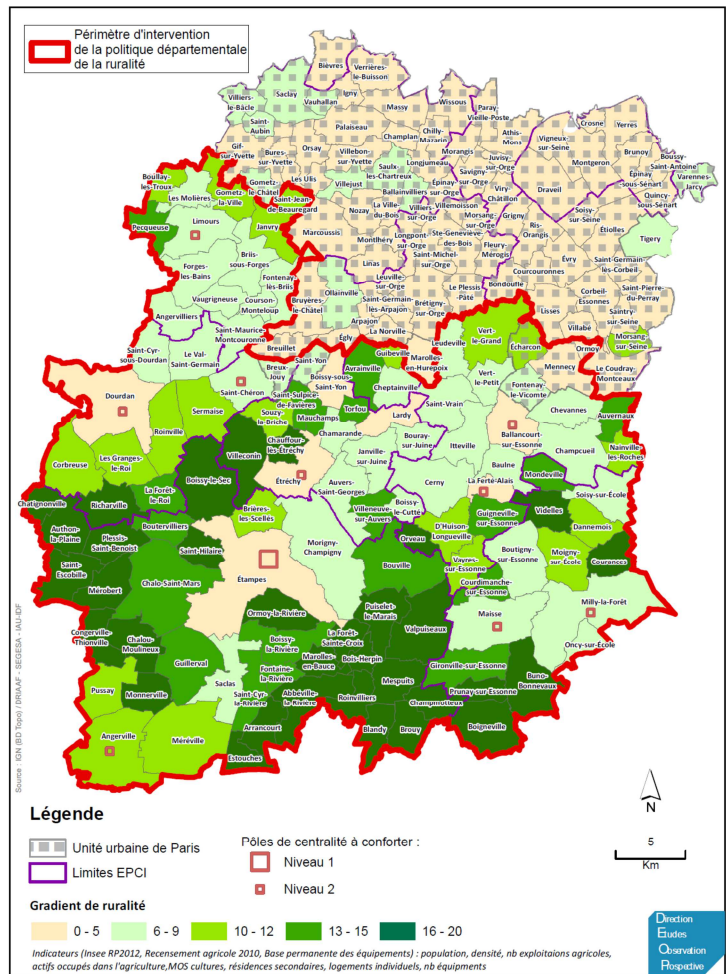 Périmètre d'intervention
de la politique départementale
de la ruralité
Bièvres
Verrières-
le-Buisson
Igny
Wissous
Villiers-
le-Bâcle
Saclay
Vauhallan
Massy
Paray-
Vieille-Poste
Saint-
Aubin
Palaiseau
Champlan
Chilly-
Mazarin
Athis-
Mons
Vigneux-
sur-Seine
Crosne
Yerres
Gif-
sur-Yvette
Bures-
sur-Yvette
Orsay
Villebon-
sur-Yvette
Longjumeau
Morangis
Juvisy-
sur-Orge
Montgeron
Brunoy
Boussy-
Saint-Antoine
Épinay-
sous-Sénart
Quincy-
sous-Sénart
Varennes-
Jarcy
Les Ulis
Saulx-
les-Chartreux
Savigny-
sur-Orge
Draveil
Boullay-
les-Troux
Gometz-
le-Châtel
Gometz-
la-Ville
Villejust
Ballainvilliers
Épinay-
sur-Orge
Viry-
Châtillon
Les Molières
Saint-Jean-
de-Beauregard
Nozay
La Ville-
du-Bois
Villiers-
sur-Orge
Villemoisson-
Morsang-
sur-Orge
Grigny
Soisy-
sur-Seine
Pecqueuse
Limours
Janvry
Marcoussis
Montlhéry
Longpont-
sur-Orge
Ste-Geneviève-
des-Bois
Fleury-
Mérogis
Ris-
Orangis
Étiolles
Tigery
Briis-
sous-Forges
Linas
Saint-Michel-
sur-Orge
Courcouronnes
Évry
Saint-Germain-
lès-Corbeil
Forges-
les-Bains
Fontenay-
lès-Briis
Leuville-
sur-Orge
Bondoufle
Corbeil-
Essonnes
Saint-Pierre-
du-Perray
Vaugrigneuse
Courson-
Monteloup
Bruyères-
le-Châtel
Ollainville
Saint-Germain-
lès-Arpajon
Brétigny-
sur-Orge
Le Plessis-
Pâté
Lisses
Saintry-
sur-Seine
Angervilliers
Arpajon
La Norville
Villabé
Saint-Maurice-
Montcouronne
Égly
Leudeville
Vert-
le-Grand
Écharcon
Ormoy
Morsang-
sur-Seine
Saint-Cyr-
sous-Dourdan
Le Val-
Saint-Germain
Breuillet
Guibeville
Marolles-
en-Hurepoix
Mennecy
Le Coudray-
Montceaux
Breux-
Jouy
Saint-Yon
Boissy-sous-
Saint-Yon
Avrainville
Cheptainville
Vert-
le-Petit
Fontenay-
le-Vicomte
Dourdan
Saint-
Chéron
Saint-Sulpice-
de-Favières
Saint-Vrain
Chevannes
Auvernaux
Sermaise
Souzy-
la-Briche
Mauchamps
Torfou
Lardy
Ballancourt-
sur-Essonne
Roinville
Chamarande
Bouray-
sur-Juine
Itteville
Champcueil
Nainville-
les-Roches
Corbreuse
Les Granges-
le-Roi
Villeconin
Chauffour-
lès-Étréchy
Janville-
sur-Juine
Baulne
Étréchy
Cerny
La Ferté-Alais
Mondeville
Soisy-sur-École
Chatignonville
Richarville
La Forêt-
le-Roi
Boissy-le-Sec
Auvers-
Saint-Georges
Boissy-
le-Cutté
Guigneville-
sur-Essonne
Videlles
Dannemois
Authon-
la-Plaine
Plessis-
Saint-Benoist
Boutervilliers
Brières-
les-Scellés
Villeneuve-
sur-Auvers
D'Huison-
Longueville
Saint-Hilaire
Morigny-
Champigny
Orveau
Boutigny-
sur-Essonne
Moigny-
sur-École
Courances
Saint-
Escobille
Mérobert
Chalo-Saint-Mars
Étampes
Bouville
Vayres-
sur-Essonne
Courdimanche-
sur-Essonne
Milly-la-Forêt
Ormoy-la-Rivière
Puiselet-
le-Marais
Valpuiseaux
Maisse
Congerville-
Thionville
Chalou-
Moulineux
Boissy-
la-Rivière
La Forêt-
Sainte-Croix
Oncy-sur-École
Guillerval
Marolles-
en-Beauce
Bois-Herpin
Gironville-sur-Essonne
Buno-
Bonnevaux
Saclas
Fontaine-
la-Rivière
Pussay
Monnerville
Saint-Cyr-
la-Rivière
Abbéville-
la-Rivière
Roinvilliers
Mespuits
Prunay-sur-Essonne
Champmotteux
Angerville
Méréville
Arrancourt
Blandy
Brouy
Boigneville
Estouches
Source : IGN (BD Topo) / DRIAAF - SEGESA - IAU-IDF
N
5
Km
Légende
Unité urbaine de Paris
Limites EPCI
Pôles de centralité à conforter :
Niveau 1
Niveau 2
Gradient de ruralité
0 - 5
6 - 9
10 - 12
13 - 15
16 - 20
Indicateurs (Insee RP2012, Recensement agricole 2010, Base permanente des équipements) : population, densité, nb exploitaions agricoles,
actifs occupés dans l'agriculture,MOS cultures, résidences secondaires, logements individuels, nb équipments
Direction
Etudes
Observation
Prospective